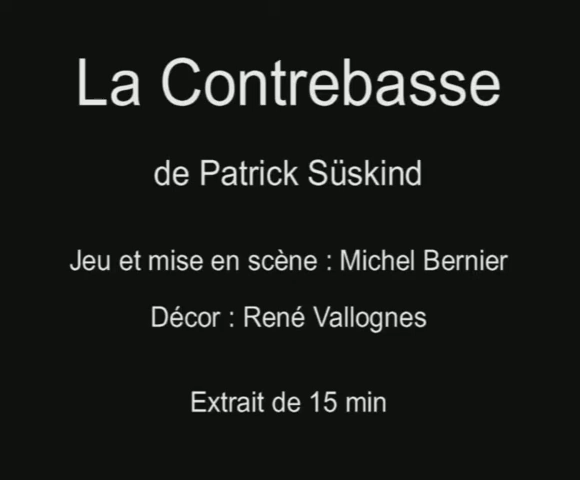 La Contrebasse
de Patrick Süskind
Jeu et mise en scène : Michel Bernier
Décor : René Vallognes
Extrait de 15 min